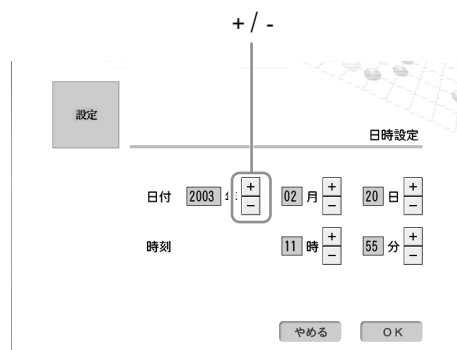 + / -
設定
日時設定
日付 2003 + - 02 月 + - 20 日 + -
時刻 11 時 + - 55 分 + -
やめる OK